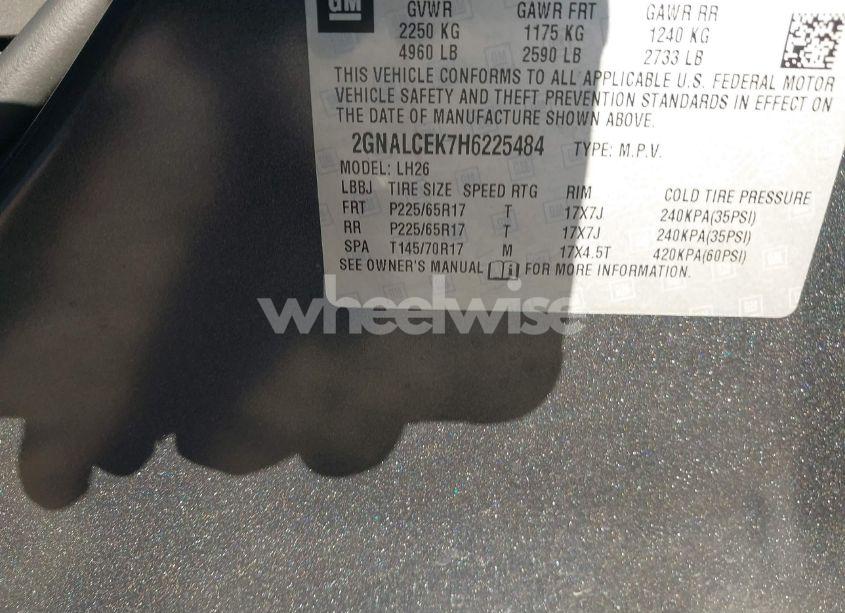 GM
GVWR GAWR FRT GAWR RR
2250 KG 1175 KG 1240 KG
4960 LB 2590 LB 2733 LB
THIS VEHICLE CONFORMS TO ALL APPLICABLE U.S. FEDERAL MOTOR
VEHICLE SAFETY AND THEFT PREVENTION STANDARDS IN EFFECT ON
THE DATE OF MANUFACTURE SHOWN ABOVE.
2GNALCEK7H6225484 TYPE: M.P.V.
MODEL: LH26
LBBJ TIRE SIZE SPEED RTG RIM COLD TIRE PRESSURE
FRT P225/65R17 T 17X7J 240KPA(35PSI)
RR P225/65R17 T 17X7J 240KPA(35PSI)
SPA T145/70R17 M 17X4.5T 420KPA(60PSI)
SEE OWNER'S MANUAL FOR MORE INFORMATION.
wheelwise